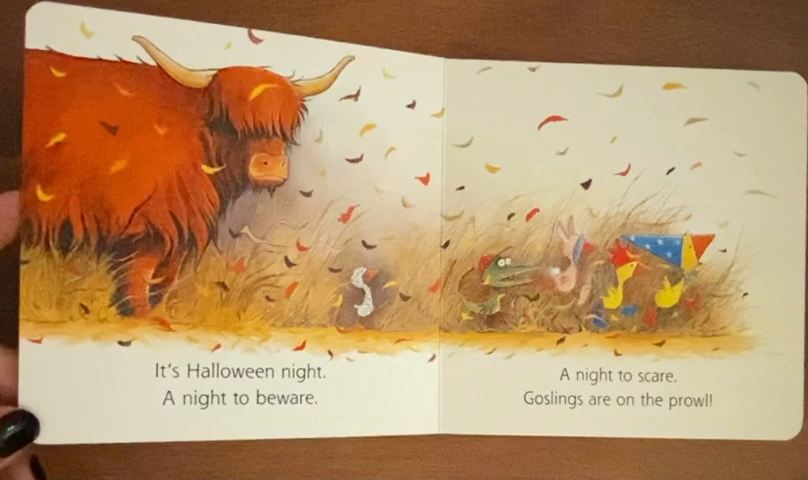 It's Halloween night.
A night to beware.
A night to scare.
Goslings are on the prowl!